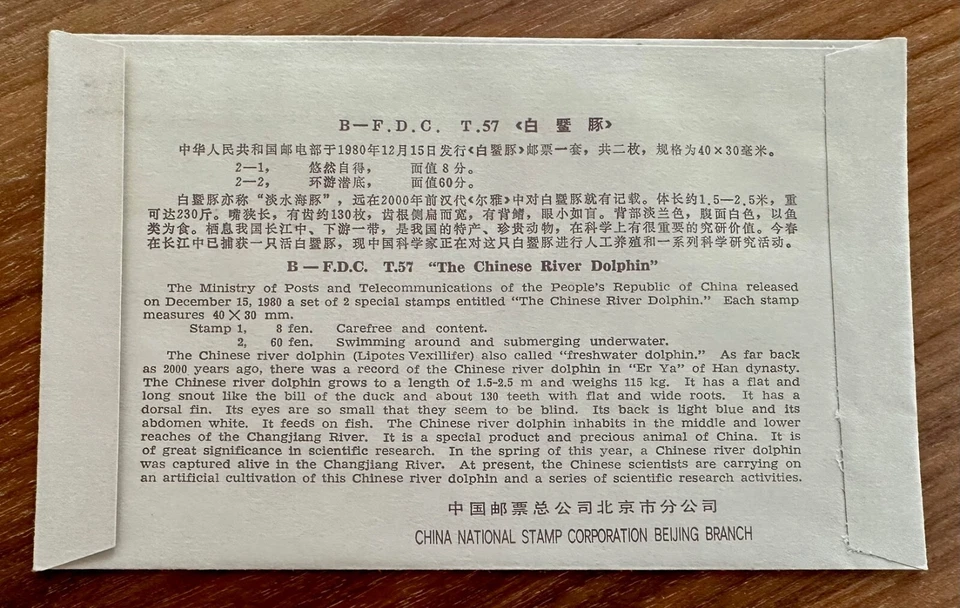 B—F.D.C. T.57 《白 暨 豚》
中华人民共和国邮电部于1980年12月15日发行《白暨豚》邮票一套，共二枚，规格为40×30毫米。
2—1， 悠然自得， 面值 8 分。
2—2， 环游潜底， 面值60分。
白暨豚亦称“淡水海豚”，远在2000年前汉代《尔雅》中对白暨豚就有记载。体长约1.5—2.5米，重
可达230斤。嘴狭长，有齿约130枚，齿根侧扁而宽，有背鳍，眼小如盲。背部淡兰色，腹面白色，以鱼
类为食。栖息我国长江中、下游一带，是我国的特产、珍贵动物，在科学上有很重要的究研价值。今春
在长江中已捕获一只活白暨豚，现中国科学家正在对这只白暨豚进行人工养殖和一系列科学研究活动。
B—F.D.C. T.57 “The Chinese River Dolphin”
The Ministry of Posts and Telecommunications of the People's Republic of China released
on December 15, 1980 a set of 2 special stamps entitled “The Chinese River Dolphin.” Each stamp
measures 40×30 mm.
Stamp 1, 8 fen. Carefree and content.
2, 60 fen. Swimming around and submerging underwater.
The Chinese river dolphin (Lipotes Vexillifer) also called “freshwater dolphin.” As far back
as 2000 years ago, there was a record of the Chinese river dolphin in “Er Ya” of Han dynasty.
The Chinese river dolphin grows to a length of 1.5-2.5 m and weighs 115 kg. It has a flat and
long snout like the bill of the duck and about 130 teeth with flat and wide roots. It has a
dorsal fin. Its eyes are so small that they seem to be blind. Its back is light blue and its
abdomen white. It feeds on fish. The Chinese river dolphin inhabits in the middle and lower
reaches of the Changjiang River. It is a special product and precious animal of China. It is
of great significance in scientific research. In the spring of this year, a Chinese river dolphin
was captured alive in the Changjiang River. At present, the Chinese scientists are carrying on
an artificial cultivation of this Chinese river dolphin and a series of scientific research activities.
中国邮票总公司北京市分公司
CHINA NATIONAL STAMP CORPORATION BEIJING BRANCH